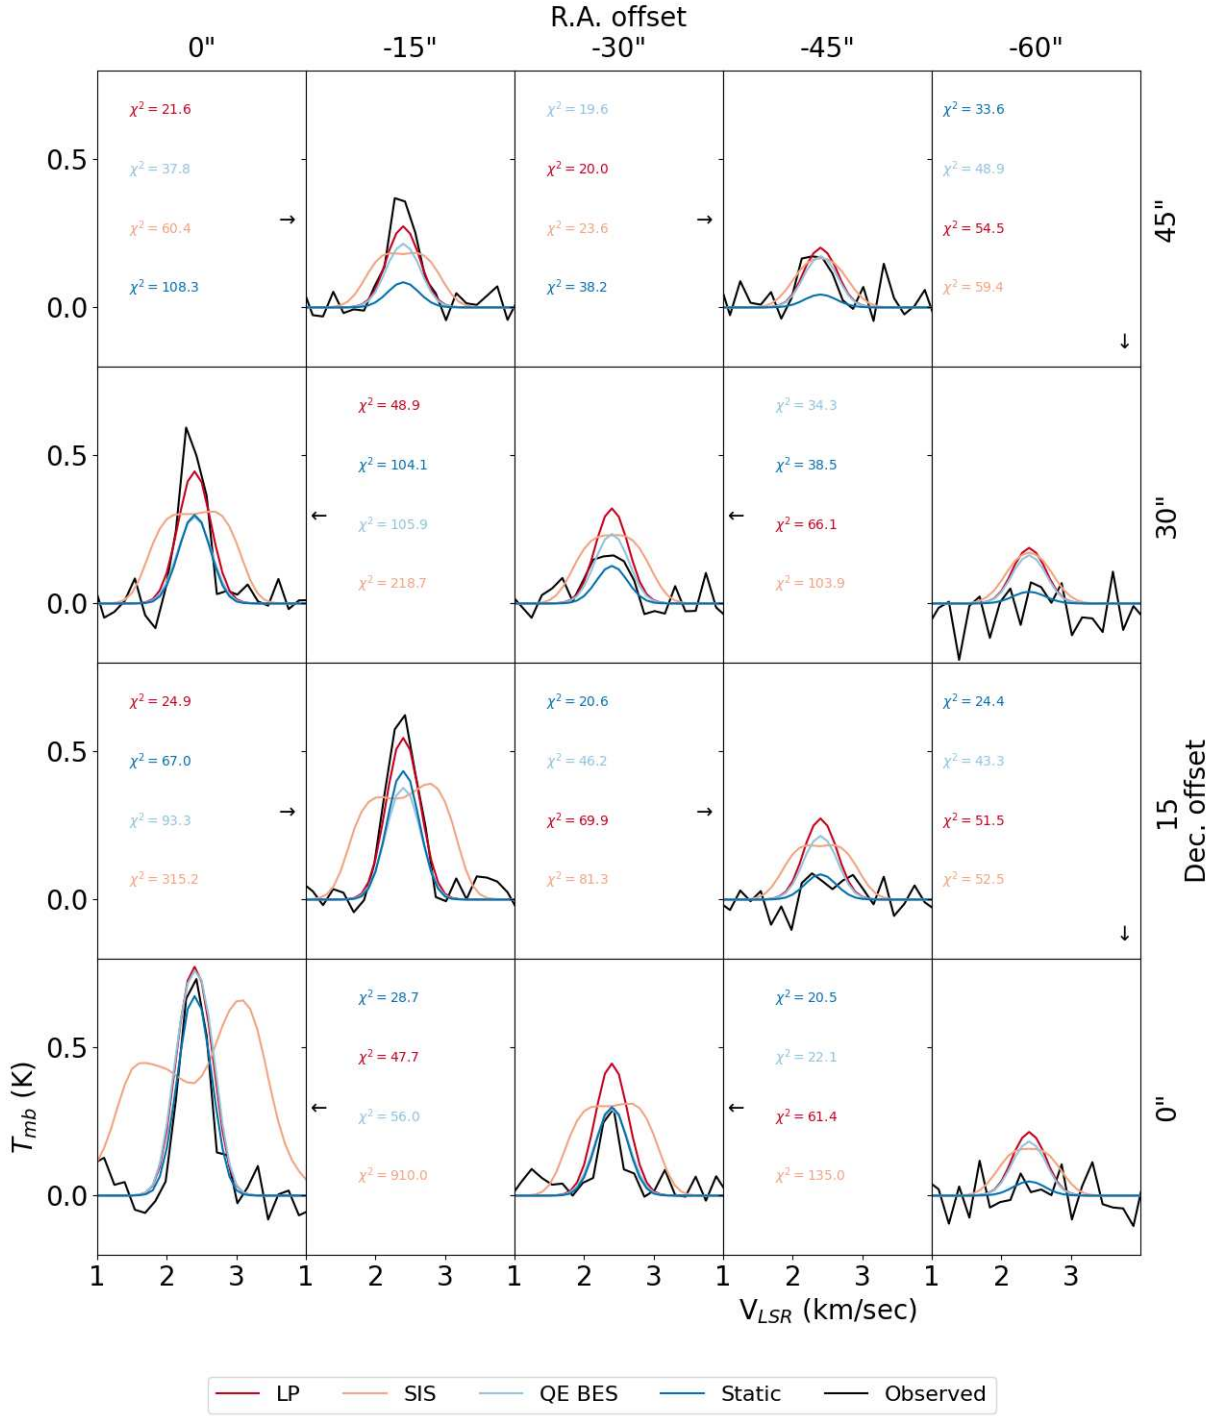 R.A. offset
0" -15" -30" -45" -60"
χ² = 21.6 χ² = 19.6 χ² = 33.6
0.5 χ² = 37.8 χ² = 20.0 χ² = 48.9
→ →
χ² = 60.4 χ² = 23.6 χ² = 54.5 45"
χ² = 108.3 χ² = 38.2 χ² = 59.4
0.0
↓
χ² = 48.9 χ² = 34.3
0.5 χ² = 104.1 χ² = 38.5
← ←
χ² = 105.9 χ² = 66.1 30"
χ² = 218.7 χ² = 103.9
0.0
χ² = 24.9 χ² = 20.6 χ² = 24.4
0.5 χ² = 67.0 χ² = 46.2 χ² = 43.3
→ →
χ² = 93.3 χ² = 69.9 χ² = 51.5 15
Dec. offset
χ² = 315.2 χ² = 81.3 χ² = 52.5
0.0
↓
χ² = 28.7 χ² = 20.5
0.5 χ² = 47.7 χ² = 22.1
← ←
T_mb (K) χ² = 56.0 χ² = 61.4 0"
χ² = 910.0 χ² = 135.0
0.0
1 2 3 1 2 3 1 2 3 1 2 3 1 2 3
V_LSR (km/sec)
LP SIS QE BES Static Observed